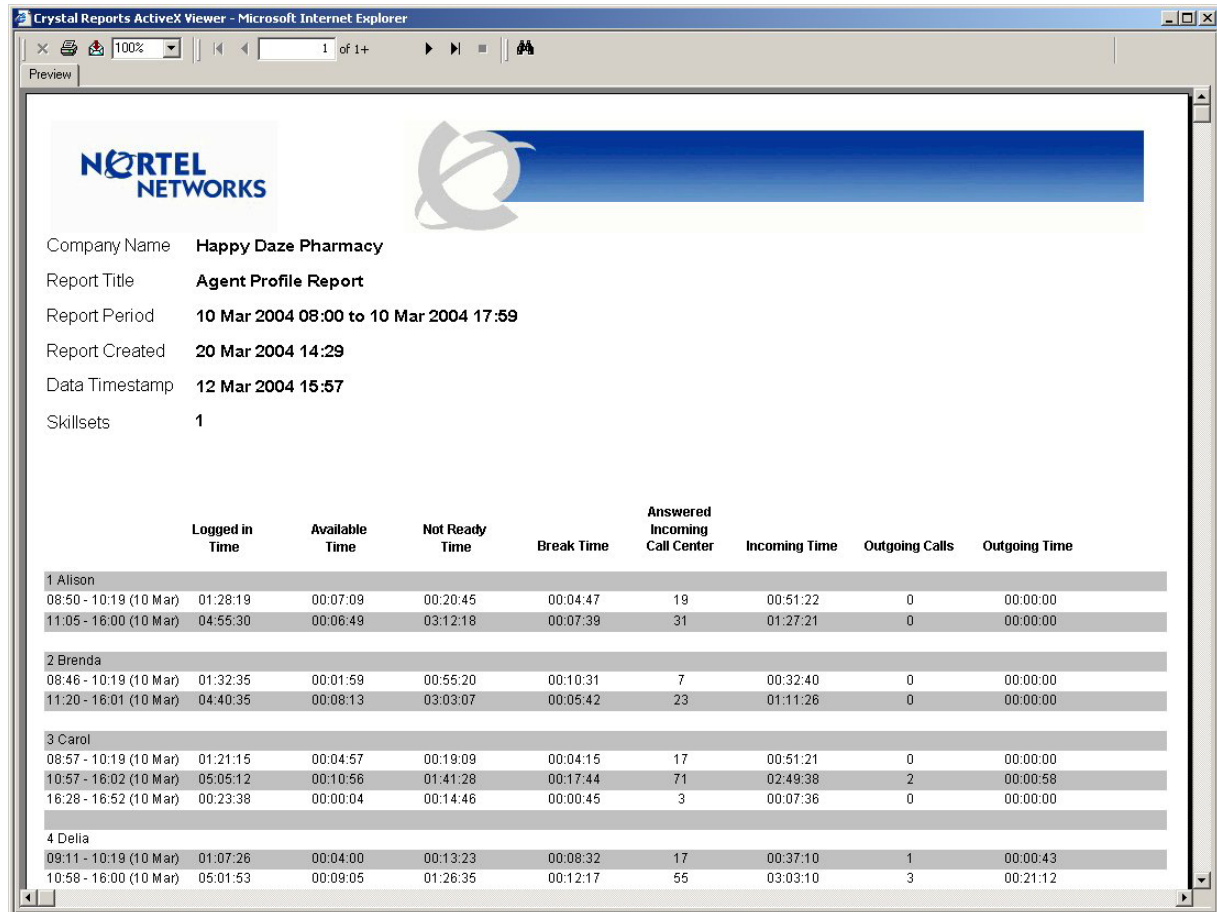 Crystal Reports ActiveX Viewer - Microsoft Internet Explorer
100% 1 of 1+
Preview
NORTEL
NETWORKS
Company Name Happy Daze Pharmacy
Report Title Agent Profile Report
Report Period 10 Mar 2004 08:00 to 10 Mar 2004 17:59
Report Created 20 Mar 2004 14:29
Data Timestamp 12 Mar 2004 15:57
Skillsets 1
Logged in Time Available Time Not Ready Time Break Time Answered Incoming Call Center Incoming Time Outgoing Calls Outgoing Time
1 Alison
08:50 - 10:19 (10 Mar) 01:28:19 00:07:09 00:20:45 00:04:47 19 00:51:22 0 00:00:00
11:05 - 16:00 (10 Mar) 04:55:30 00:06:49 03:12:18 00:07:39 31 01:27:21 0 00:00:00
2 Brenda
08:46 - 10:19 (10 Mar) 01:32:35 00:01:59 00:55:20 00:10:31 7 00:32:40 0 00:00:00
11:20 - 16:01 (10 Mar) 04:40:35 00:08:13 03:03:07 00:05:42 23 01:11:26 0 00:00:00
3 Carol
08:57 - 10:19 (10 Mar) 01:21:15 00:04:57 00:19:09 00:04:15 17 00:51:21 0 00:00:00
10:57 - 16:02 (10 Mar) 05:05:12 00:10:56 01:41:28 00:17:44 71 02:49:38 2 00:00:58
16:28 - 16:52 (10 Mar) 00:23:38 00:00:04 00:14:46 00:00:45 3 00:07:36 0 00:00:00
4 Delia
09:11 - 10:19 (10 Mar) 01:07:26 00:04:00 00:13:23 00:08:32 17 00:37:10 1 00:00:43
10:58 - 16:00 (10 Mar) 05:01:53 00:09:05 01:26:35 00:12:17 55 03:03:10 3 00:21:12